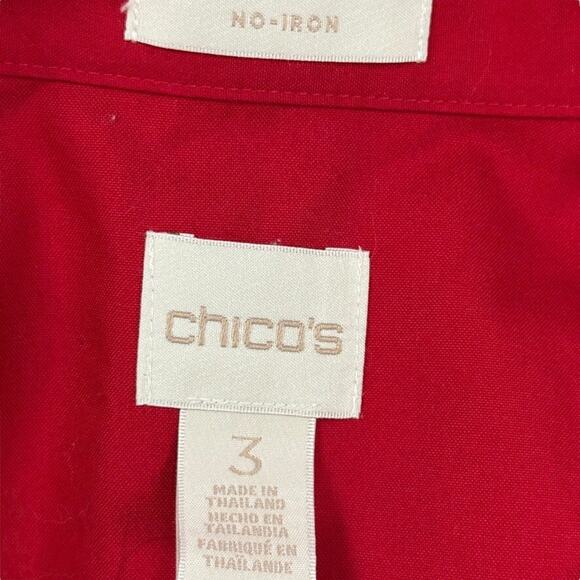 NO-IRON
chico's
3
MADE IN
THAILAND
HECHO EN
TAILANDIA
FABRIQUÉ EN
THAÏLANDE